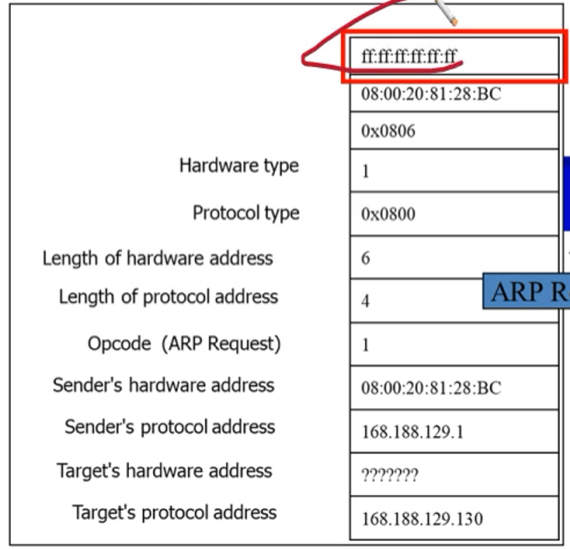 ff:ff:ff:ff:ff:ff
08:00:20:81:28:BC
0x0806
Hardware type 1
Protocol type 0x0800
Length of hardware address 6
Length of protocol address 4
ARP R
Opcode (ARP Request) 1
Sender's hardware address 08:00:20:81:28:BC
Sender's protocol address 168.188.129.1
Target's hardware address ???????
Target's protocol address 168.188.129.130